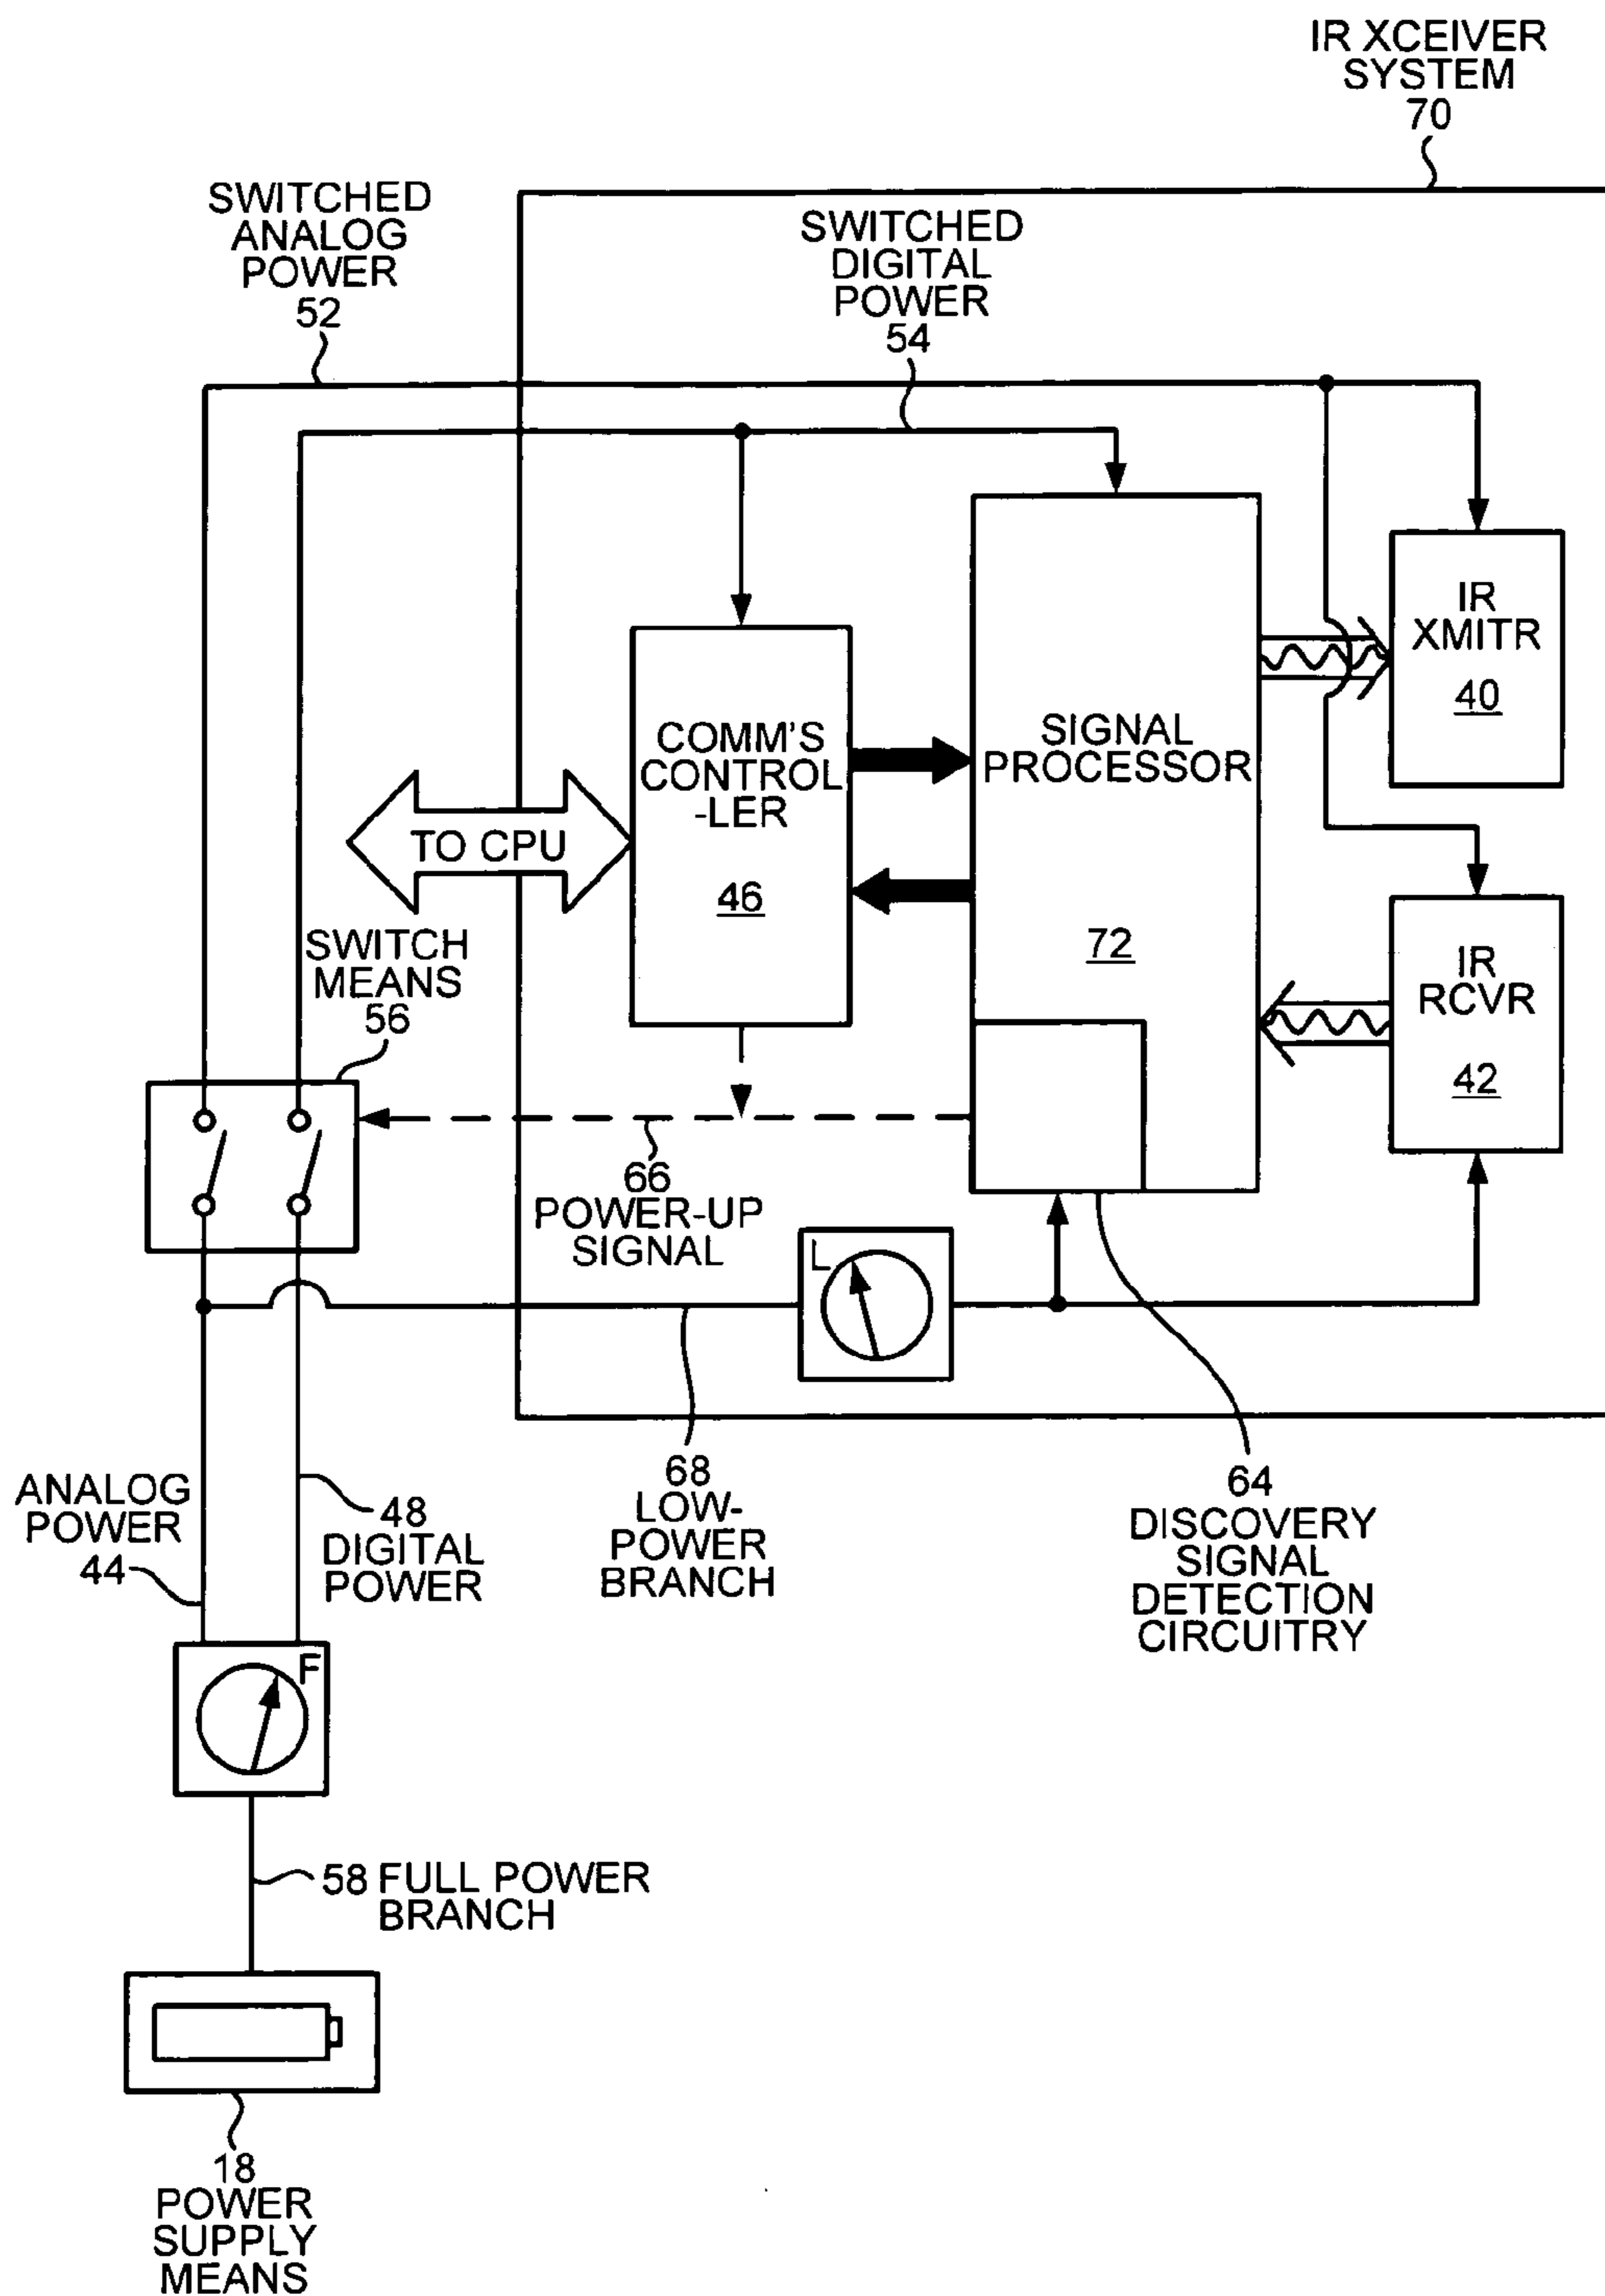 IR XCEIVER
SYSTEM
70
SWITCHED
ANALOG
POWER
52
SWITCHED
DIGITAL
POWER
54
IR
XMITR
40
COMM'S
CONTROL
-LER
46
SIGNAL
PROCESSOR
72
TO CPU
IR
RCVR
42
SWITCH
MEANS
56
66
POWER-UP
SIGNAL
L
68
LOW-
POWER
BRANCH
64
DISCOVERY
SIGNAL
DETECTION
CIRCUITRY
ANALOG
POWER
44
48
DIGITAL
POWER
F
58 FULL POWER
BRANCH
18
POWER
SUPPLY
MEANS